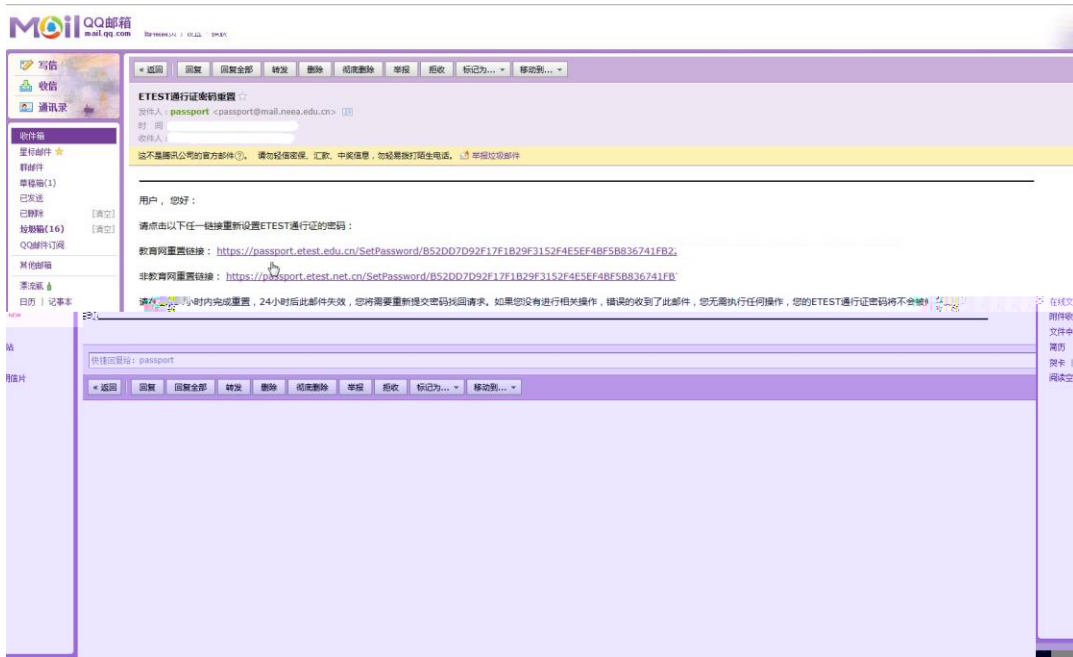 Mail QQ邮箱
mail.qq.com
写信
收信
通讯录
收件箱
星标邮件
群邮件
草稿箱(1)
已发送
已删除 [清空]
垃圾箱(16) [清空]
QQ邮件订阅
其他邮箱
漂流瓶
日历 | 记事本
« 返回 回复 回复全部 转发 删除 彻底删除 举报 拒收 标记为... 移动到...
ETEST通行证密码重置
发件人：passport <passport@mail.neea.edu.cn>
时 间
收件人：
这不是腾讯公司的官方邮件。 请勿轻信密保、汇款、中奖信息，勿轻易拨打陌生电话。 举报垃圾邮件
用户，您好：
请点击以下任一链接重新设置ETEST通行证的密码：
教育网重置链接：https://passport.etest.edu.cn/SetPassword/B52DD7D92F17F1B29F3152F4E5EF4BF5B836741FB2
非教育网重置链接：https://passport.etest.net.cn/SetPassword/B52DD7D92F17F1B29F3152F4E5EF4BF5B836741FB
小时内完成重置，24小时后此邮件失效，您将需要重新提交密码找回请求。如果您没有进行相关操作，错误的收到了此邮件，您无需执行任何操作，您的ETEST通行证密码将不会被
快捷回复给：passport
« 返回 回复 回复全部 转发 删除 彻底删除 举报 拒收 标记为... 移动到...
在线文
附件收
文件中
简历
贺卡 |
阅读空